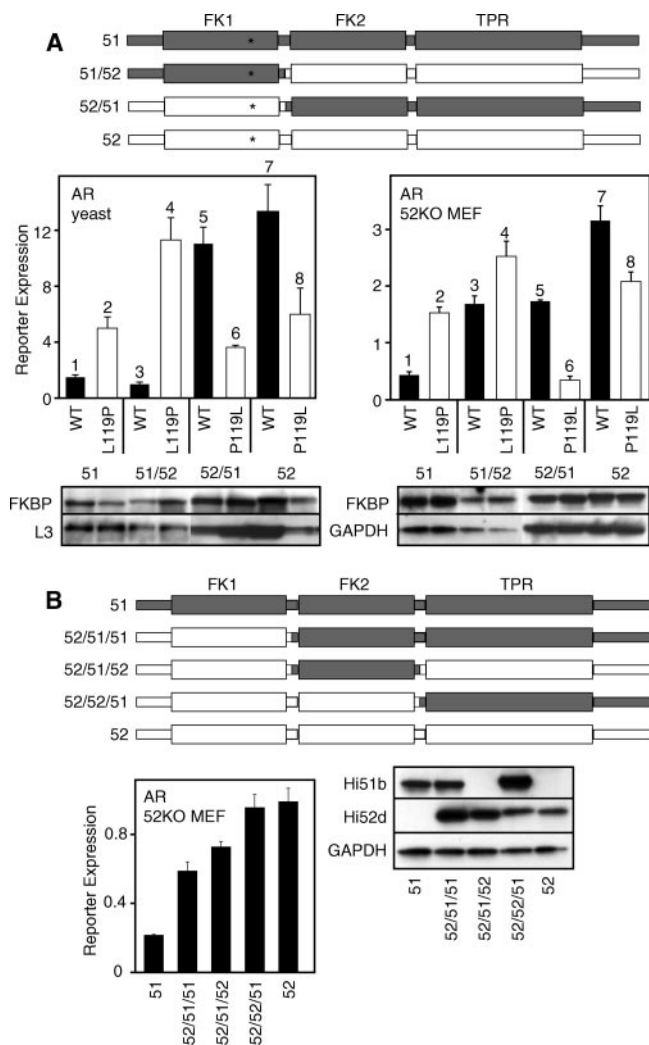 A
FK1 FK2 TPR
51 *
51/52 *
52/51 *
52 *
AR
yeast
Reporter Expression
12
8
4
0
1 2 3 4 5 6 7 8
WT L119P WT L119P WT P119L WT P119L
51 51/52 52/51 52
FKBP
L3
AR
52KO MEF
3
2
1
0
1 2 3 4 5 6 7 8
WT L119P WT L119P WT P119L WT P119L
51 51/52 52/51 52
FKBP
GAPDH
B
FK1 FK2 TPR
51
52/51/51
52/51/52
52/52/51
52
AR
52KO MEF
Reporter Expression
0.8
0.4
0
51 52/51/51 52/51/52 52/52/51 52
Hi51b
Hi52d
GAPDH
51 52/51/51 52/51/52 52/52/51 52